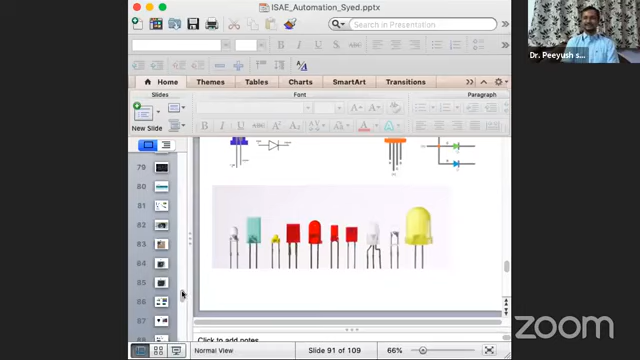 ISAE_Automation_Syed.pptx
Search in Presentation
Home Themes Tables Charts SmartArt Transitions
Slides Font Paragraph
New Slide
Dr. Peeyush s...
79
80
81
82
83
84
85
86
87
Click to add notes
Normal View Slide 91 of 109 66%
zoom